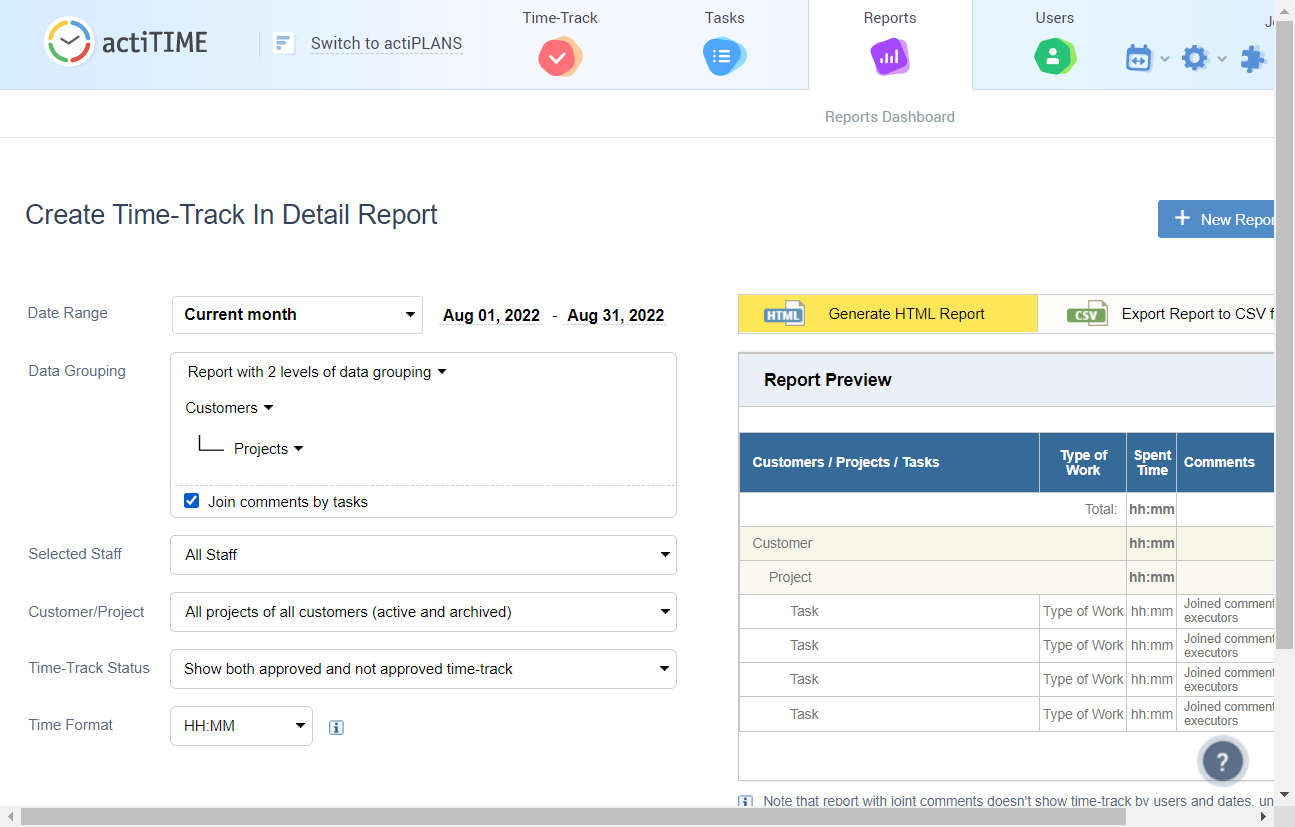 actiTIME
Switch to actiPLANS
Time-Track
Tasks
Reports
Users
Reports Dashboard
Create Time-Track In Detail Report
+ New Repor
Date Range
Current month
Aug 01, 2022 - Aug 31, 2022
Data Grouping
Report with 2 levels of data grouping
Customers
Projects
Join comments by tasks
Selected Staff
All Staff
Customer/Project
All projects of all customers (active and archived)
Time-Track Status
Show both approved and not approved time-track
Time Format
HH:MM
HTML Generate HTML Report
CSV Export Report to CSV
Report Preview
Customers / Projects / Tasks
Type of
Work
Spent
Time
Comments
Total: hh:mm
Customer hh:mm
Project hh:mm
Task Type of Work hh:mm Joined comment
executors
Task Type of Work hh:mm Joined comment
executors
Task Type of Work hh:mm Joined comment
executors
Task Type of Work hh:mm Joined comment
executors
?
Note that report with joint comments doesn't show time-track by users and dates, un